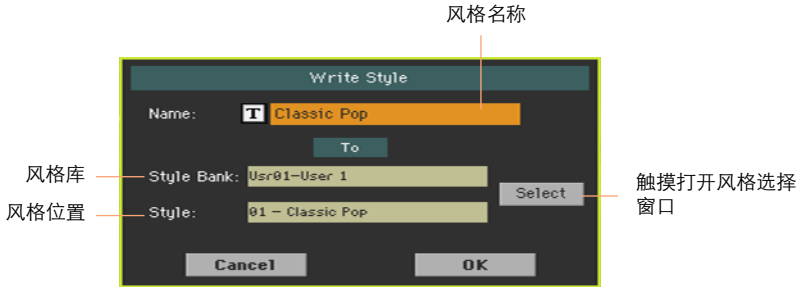 风格名称
Write Style
Name: T Classic Pop
To
风格库
Style Bank: Usr01-User 1
Select
触摸打开风格选择
窗口
风格位置
Style: 01 - Classic Pop
Cancel OK